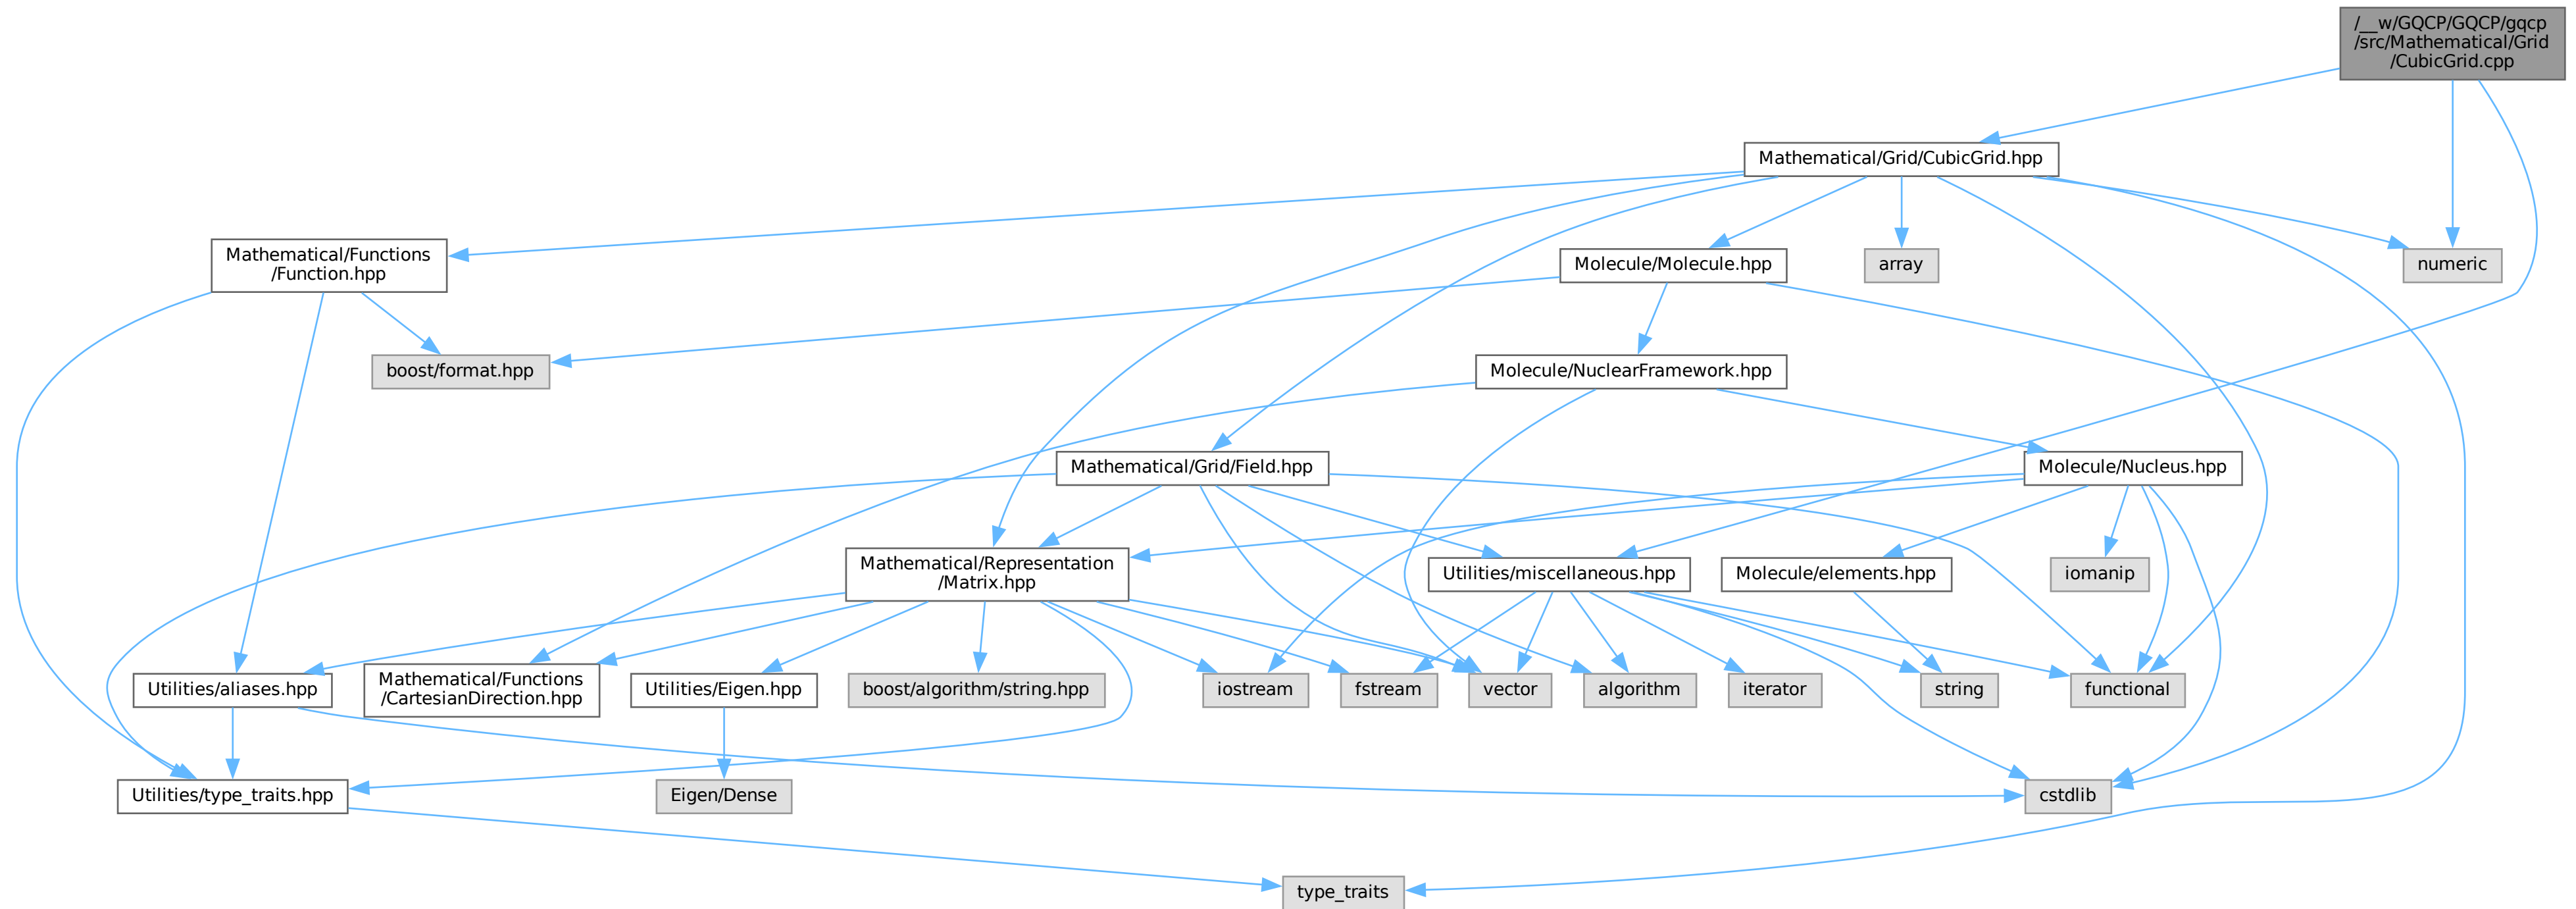 /__w/GQCP/GQCP/gqcp
/src/Mathematical/Grid
/CubicGrid.cpp
Mathematical/Grid/CubicGrid.hpp
Mathematical/Functions
/Function.hpp
Molecule/Molecule.hpp
array
numeric
boost/format.hpp
Molecule/NuclearFramework.hpp
Mathematical/Grid/Field.hpp
Molecule/Nucleus.hpp
Mathematical/Representation
/Matrix.hpp
Utilities/miscellaneous.hpp
Molecule/elements.hpp
iomanip
Utilities/aliases.hpp
Mathematical/Functions
/CartesianDirection.hpp
Utilities/Eigen.hpp
boost/algorithm/string.hpp
iostream
fstream
vector
algorithm
iterator
string
functional
Utilities/type_traits.hpp
Eigen/Dense
cstdlib
type_traits